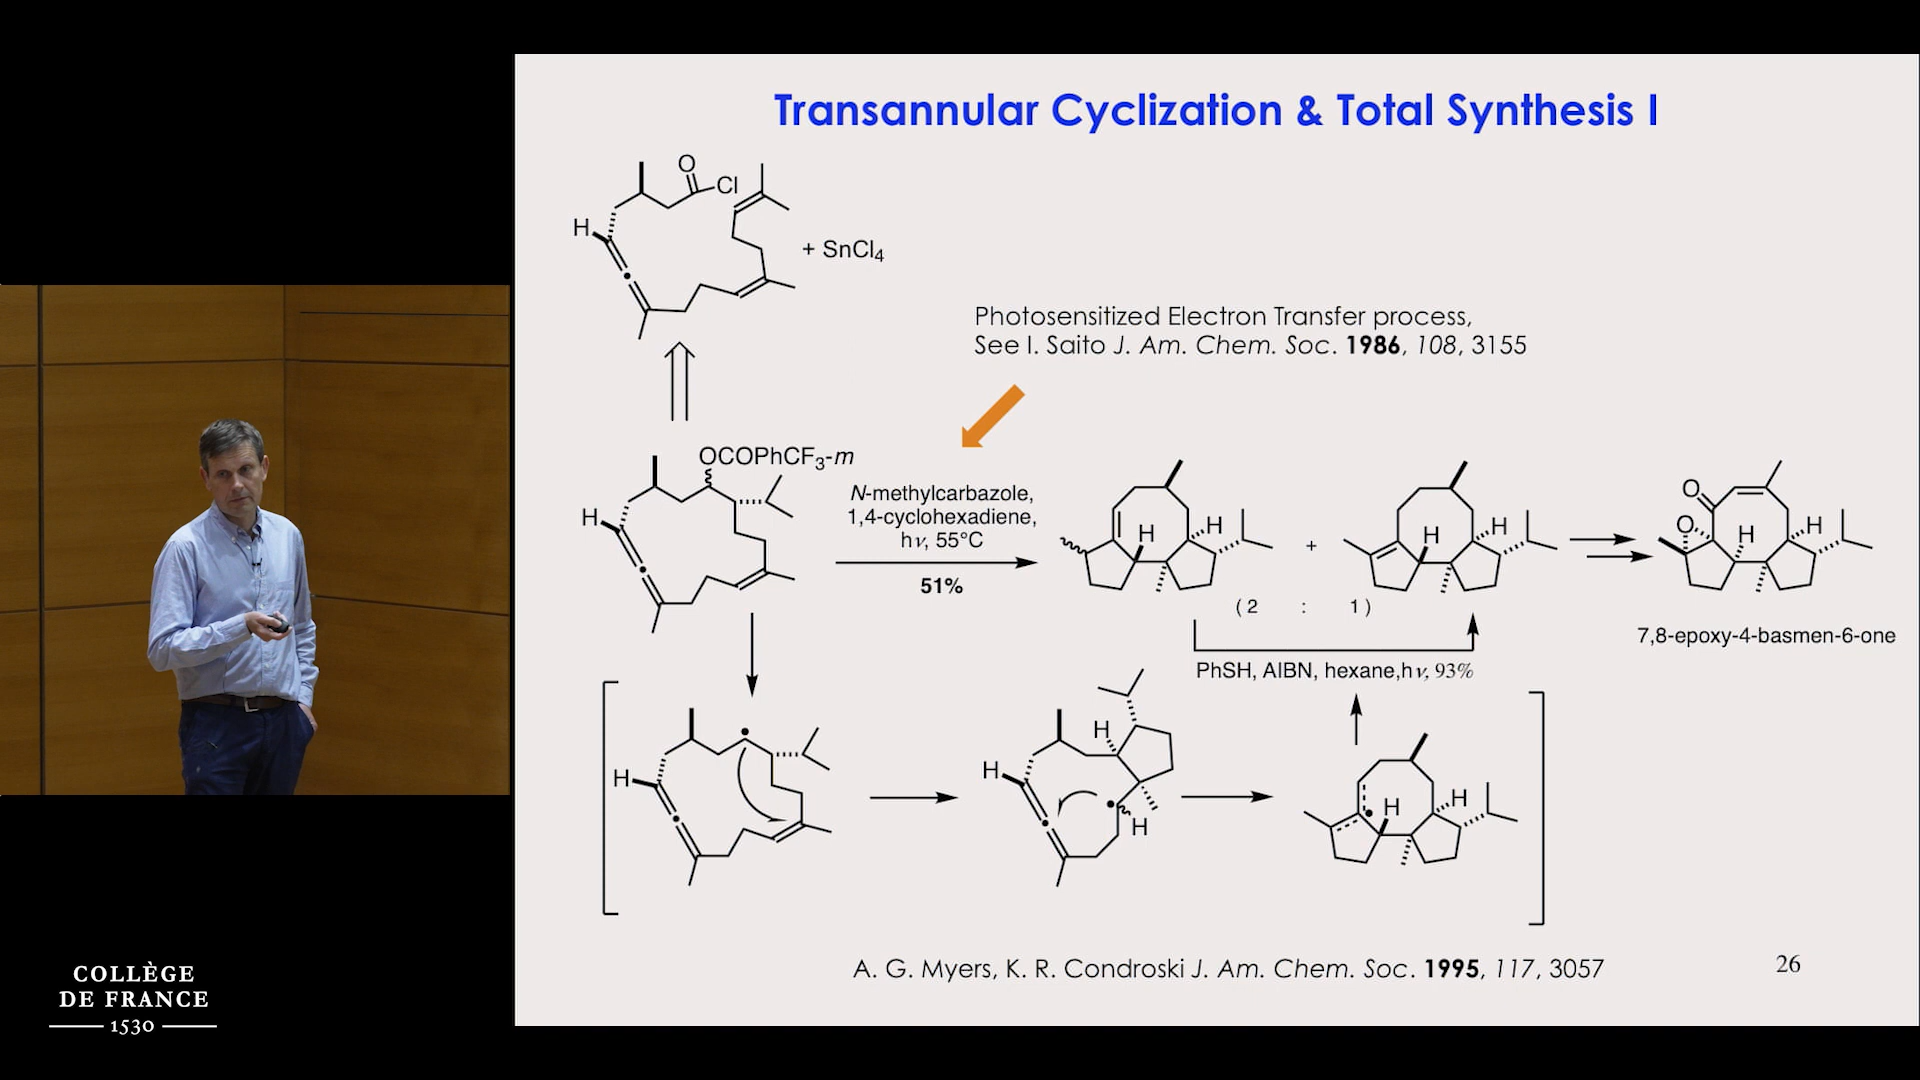 Transannular Cyclization & Total Synthesis I
O
Cl
H
+ SnCl4
Photosensitized Electron Transfer process,
See I. Saito J. Am. Chem. Soc. 1986, 108, 3155
OCOPhCF3-m
H
N-methylcarbazole,
1,4-cyclohexadiene,
hν, 55°C
51%
H
H
+
H
H
O
O
H
H
(2 : 1)
7,8-epoxy-4-basmen-6-one
PhSH, AIBN, hexane,hν, 93%
H
H
H
H
H
H
A. G. Myers, K. R. Condroski J. Am. Chem. Soc. 1995, 117, 3057
26
COLLÈGE
DE FRANCE
1530